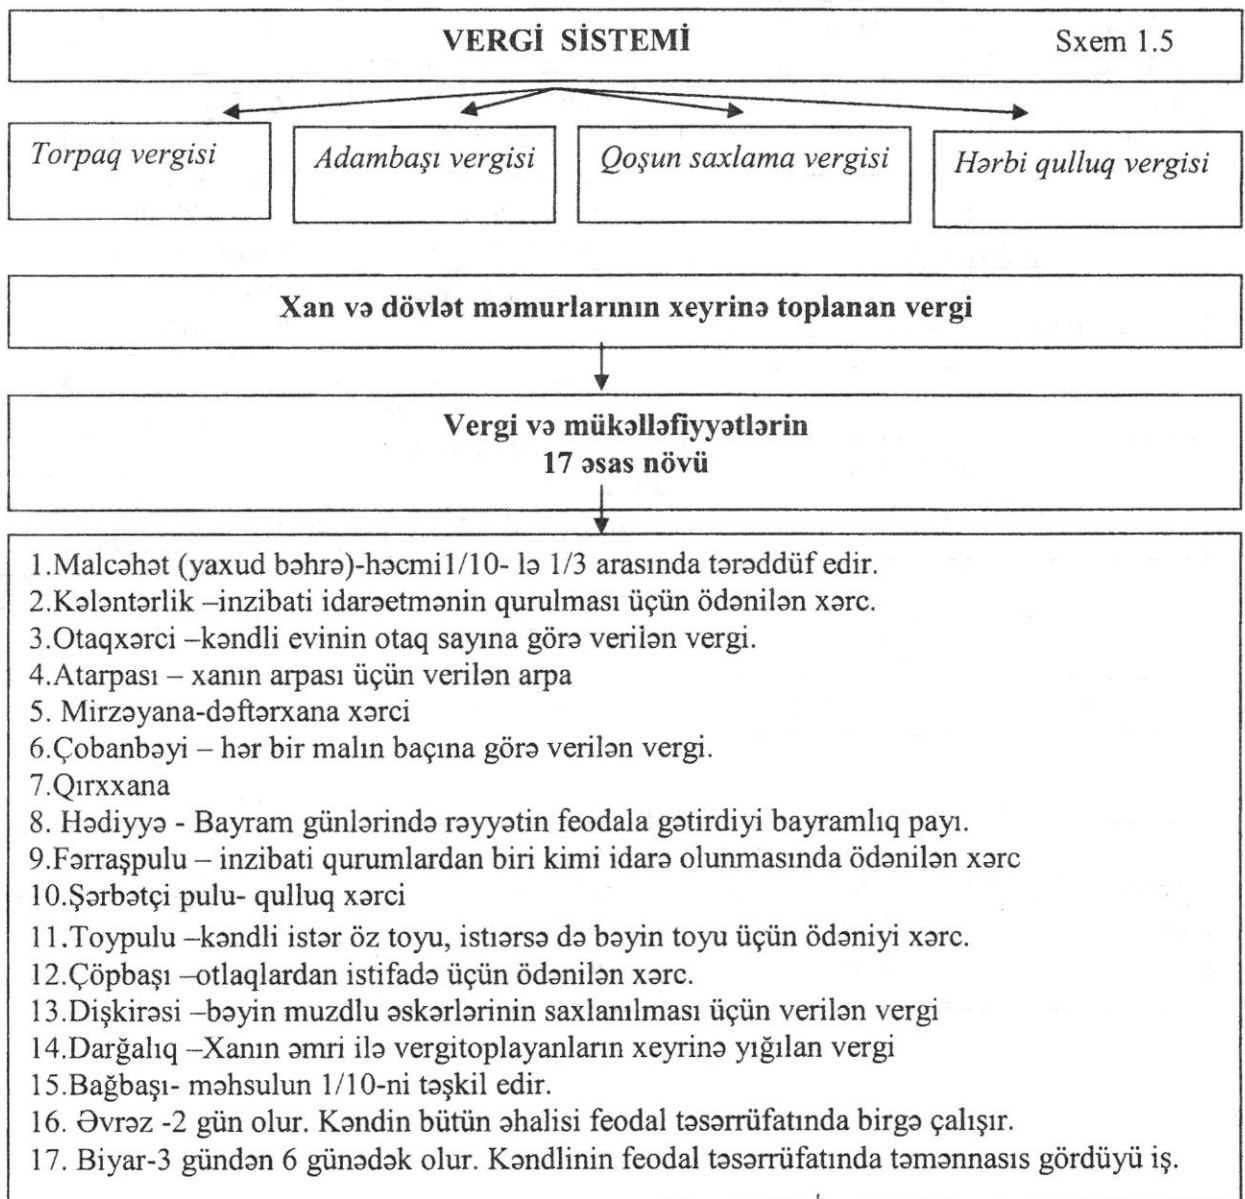 VERGİ SİSTEMİ Sxem 1.5
Torpaq vergisi
Adambaşı vergisi
Qoşun saxlama vergisi
Hərbi qulluq vergisi
Xan və dövlət məmurlarının xeyrinə toplanan vergi
Vergi və mükəlləfiyyətlərin
17 əsas növü
1.Malcəhət (yaxud bəhrə)-həcmi1/10- lə 1/3 arasında tərəddüf edir.
2.Kələntərlik –inzibati idarəetmənin qurulması üçün ödənilən xərc.
3.Otaqxərci –kəndli evinin otaq sayına görə verilən vergi.
4.Atarpası – xanın arpası üçün verilən arpa
5. Mirzəyana-dəftərxana xərci
6.Çobanbəyi – hər bir malın baçına görə verilən vergi.
7.Qırxxana
8. Hədiyyə - Bayram günlərində rəyyətin feodala gətirdiyi bayramlıq payı.
9.Fərraşpulu – inzibati qurumlardan biri kimi idarə olunmasında ödənilən xərc
10.Şərbətçi pulu- qulluq xərci
11.Toypulu –kəndli istər öz toyu, istıərsə də bəyin toyu üçün ödəniyi xərc.
12.Çöpbaşı –otlaqlardan istifadə üçün ödənilən xərc.
13.Dişkirəsi –bəyin muzdlu əskərlərinin saxlanılması üçün verilən vergi
14.Darğalıq –Xanın əmri ilə vergitoplayanların xeyrinə yığılan vergi
15.Bağbaşı- məhsulun 1/10-ni təşkil edir.
16. Əvrəz -2 gün olur. Kəndin bütün əhalisi feodal təsərrüfatında birgə çalışır.
17. Biyar-3 gündən 6 günədək olur. Kəndlinin feodal təsərrüfatında təmənnasıs gördüyü iş.